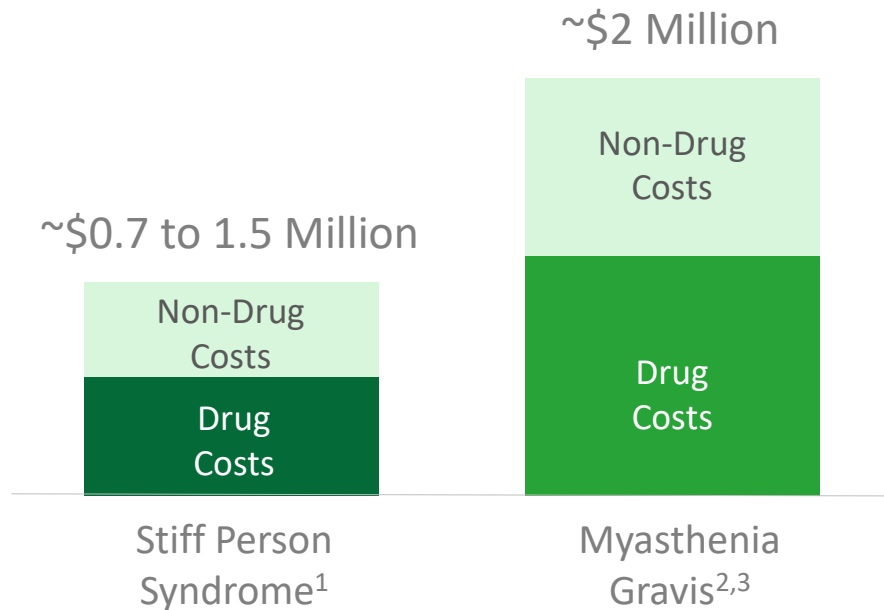 ~$2 Million
Non-Drug
Costs
~$0.7 to 1.5 Million
Non-Drug
Costs
Drug
Costs
Drug
Costs
Stiff Person
Syndrome1
Myasthenia
Gravis2,3